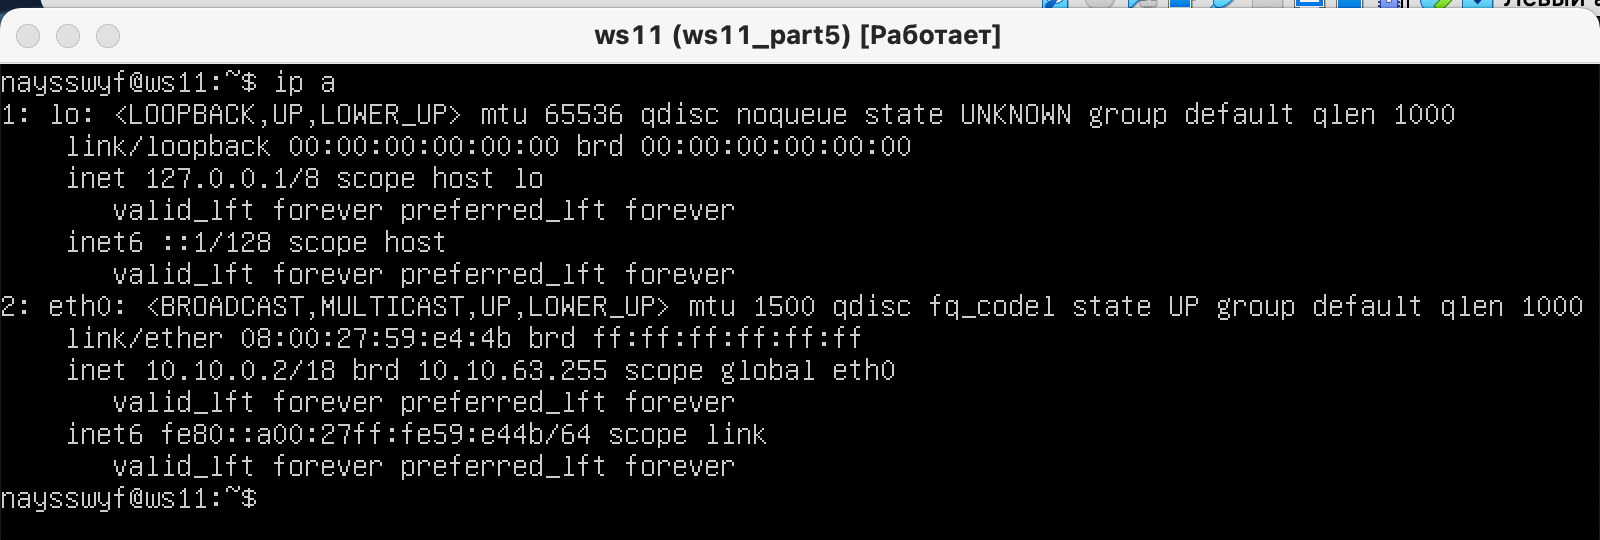 ws11 (ws11_part5) [Работает]
naysswyf@ws11:~$ ip a
1: lo: <LOOPBACK,UP,LOWER_UP> mtu 65536 qdisc noqueue state UNKNOWN group default qlen 1000
    link/loopback 00:00:00:00:00:00 brd 00:00:00:00:00:00
    inet 127.0.0.1/8 scope host lo
       valid_lft forever preferred_lft forever
    inet6 ::1/128 scope host
       valid_lft forever preferred_lft forever
2: eth0: <BROADCAST,MULTICAST,UP,LOWER_UP> mtu 1500 qdisc fq_codel state UP group default qlen 1000
    link/ether 08:00:27:59:e4:4b brd ff:ff:ff:ff:ff:ff
    inet 10.10.0.2/18 brd 10.10.63.255 scope global eth0
       valid_lft forever preferred_lft forever
    inet6 fe80::a00:27ff:fe59:e44b/64 scope link
       valid_lft forever preferred_lft forever
naysswyf@ws11:~$